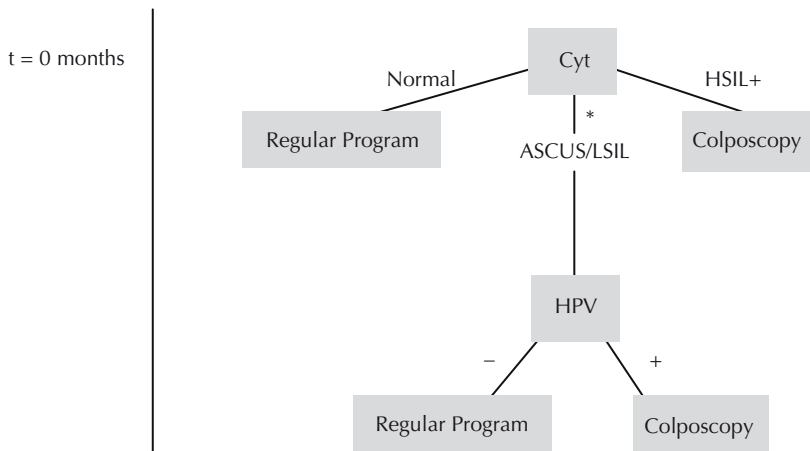 t = 0 months
Cyt
Normal
HSIL+
*
Regular Program
Colposcopy
ASCUS/LSIL
HPV
−
+
Regular Program
Colposcopy